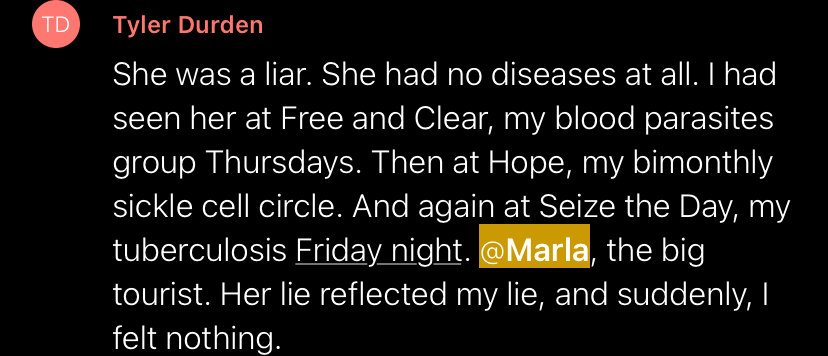 TD
Tyler Durden
She was a liar. She had no diseases at all. I had
seen her at Free and Clear, my blood parasites
group Thursdays. Then at Hope, my bimonthly
sickle cell circle. And again at Seize the Day, my
tuberculosis Friday night. @Marla, the big
tourist. Her lie reflected my lie, and suddenly, I
felt nothing.